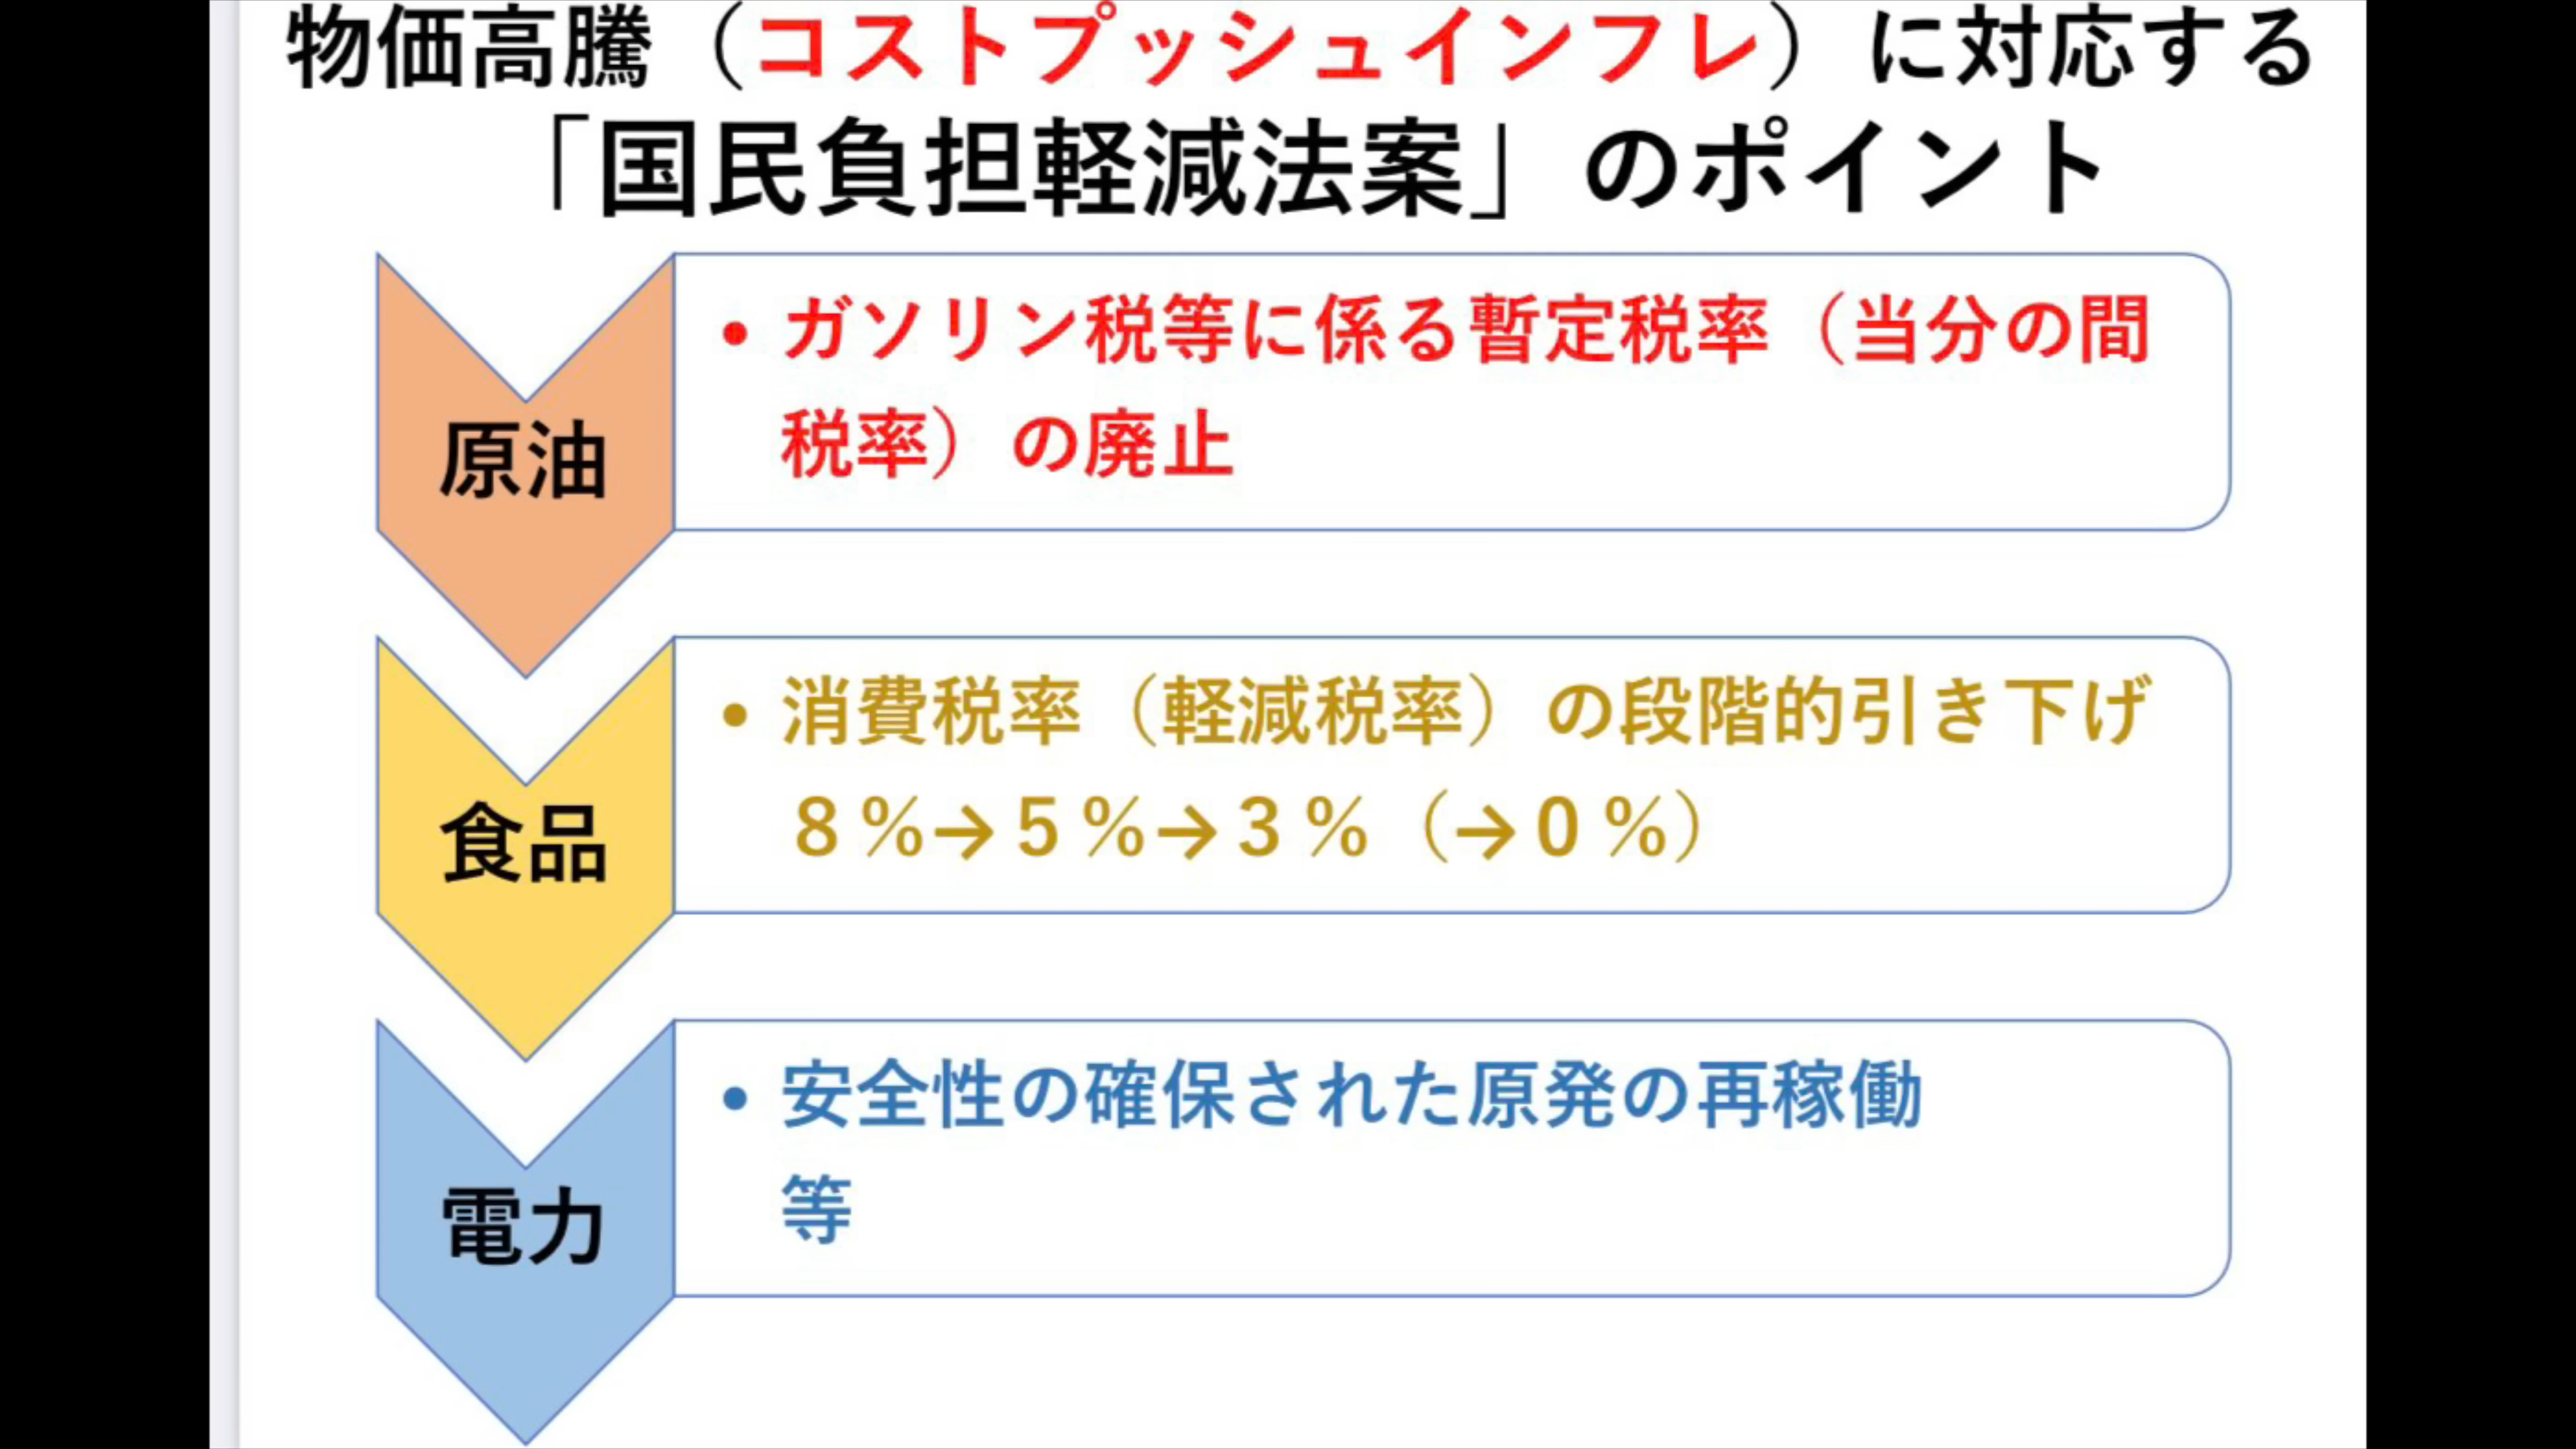 物価高騰（コストプッシュインフレ）に対応する
「国民負担軽減法案」のポイント
原油
• ガソリン税等に係る暫定税率（当分の間
税率）の廃止
食品
• 消費税率（軽減税率）の段階的引き下げ
8％→5％→3％（→0％）
電力
• 安全性の確保された原発の再稼働
等